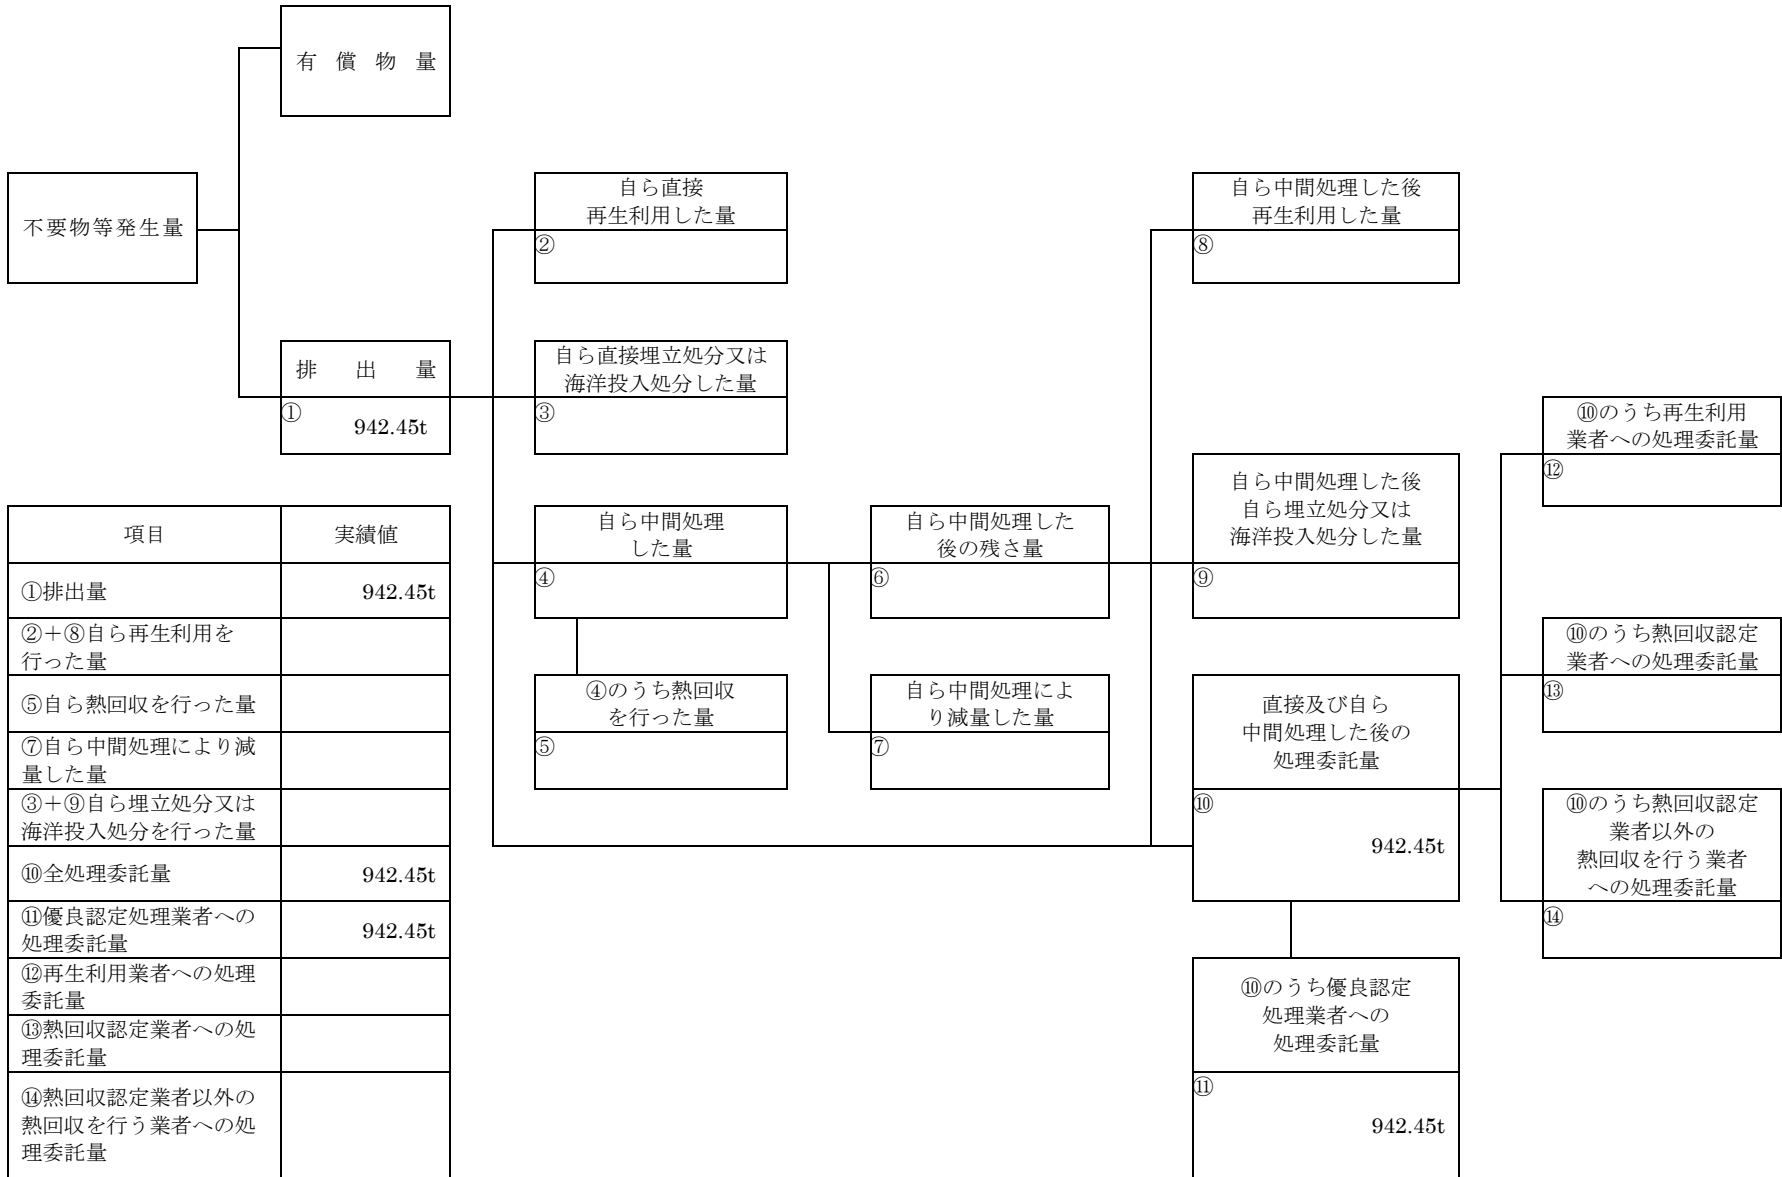 有償物量
不要物等発生量
排出量
①
942.45t
自ら直接
再生利用した量
②
自ら直接埋立処分又は
海洋投入処分した量
③
自ら中間処理
した量
④
④のうち熱回収
を行った量
⑤
自ら中間処理した
後の残さ量
⑥
自ら中間処理によ
り減量した量
⑦
自ら中間処理した後
再生利用した量
⑧
自ら中間処理した後
自ら埋立処分又は
海洋投入処分した量
⑨
直接及び自ら
中間処理した後の
処理委託量
⑩
942.45t
⑩のうち優良認定
処理業者への
処理委託量
⑪
942.45t
⑩のうち再生利用
業者への処理委託量
⑫
⑩のうち熱回収認定
業者への処理委託量
⑬
⑩のうち熱回収認定
業者以外の
熱回収を行う業者
への処理委託量
⑭
項目 実績値
①排出量 942.45t
②+⑧自ら再生利用を
行った量
⑤自ら熱回収を行った量
⑦自ら中間処理により減
量した量
③+⑨自ら埋立処分又は
海洋投入処分を行った量
⑩全処理委託量 942.45t
⑪優良認定処理業者への
処理委託量 942.45t
⑫再生利用業者への処理
委託量
⑬熱回収認定業者への処
理委託量
⑭熱回収認定業者以外の
熱回収を行う業者への処
理委託量